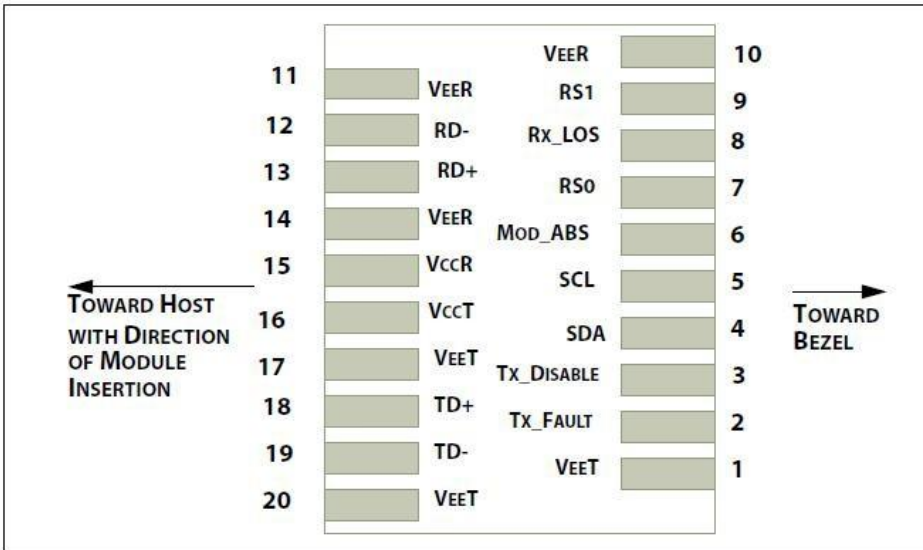 11 VEER
12 RD-
13 RD+
14 VEER
15 VCCR
16 VCCT
17 VEET
18 TD+
19 TD-
20 VEET
VEER 10
RS1 9
RX_LOS 8
RS0 7
MOD_ABS 6
SCL 5
SDA 4
TX_DISABLE 3
TX_FAULT 2
VEET 1
TOWARD HOST
WITH DIRECTION
OF MODULE
INSERTION
TOWARD
BEZEL